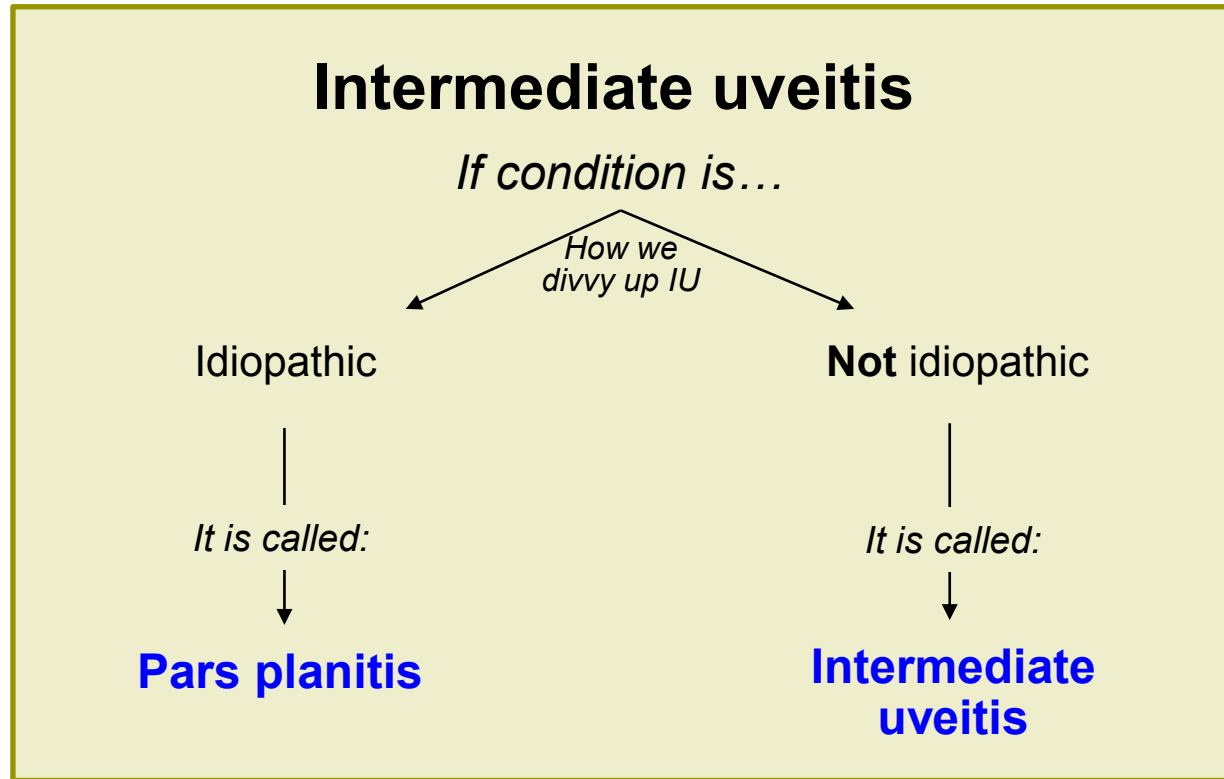 Intermediate uveitis
If condition is…
How we
divvy up IU
Idiopathic
Not idiopathic
It is called:
It is called:
Pars planitis
Intermediate
uveitis